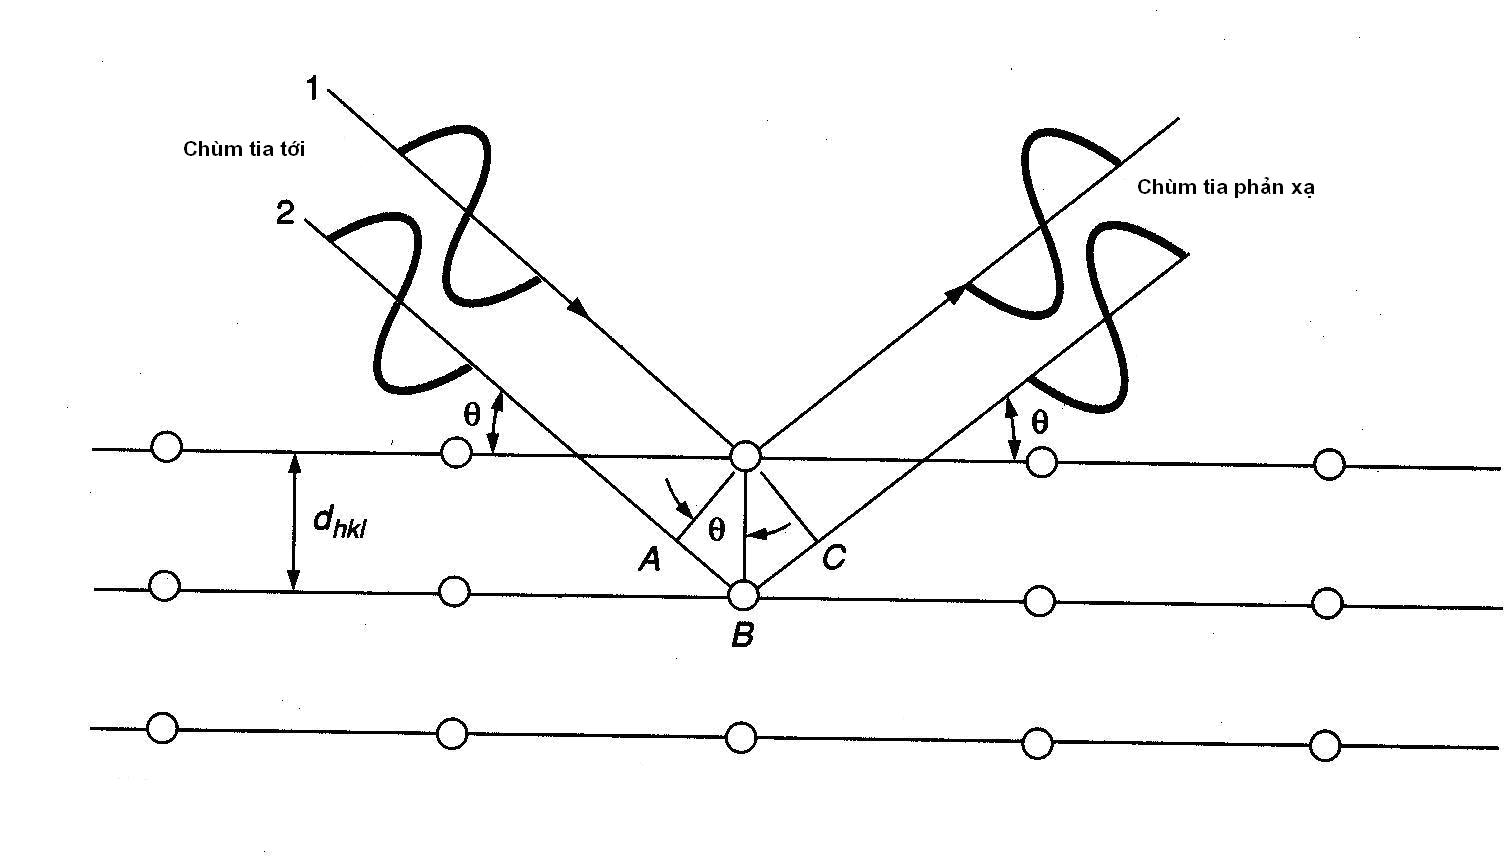 1
Chùm tia tới
Chùm tia phản xạ
2
θ
θ
d_hkl
θ
A
C
B